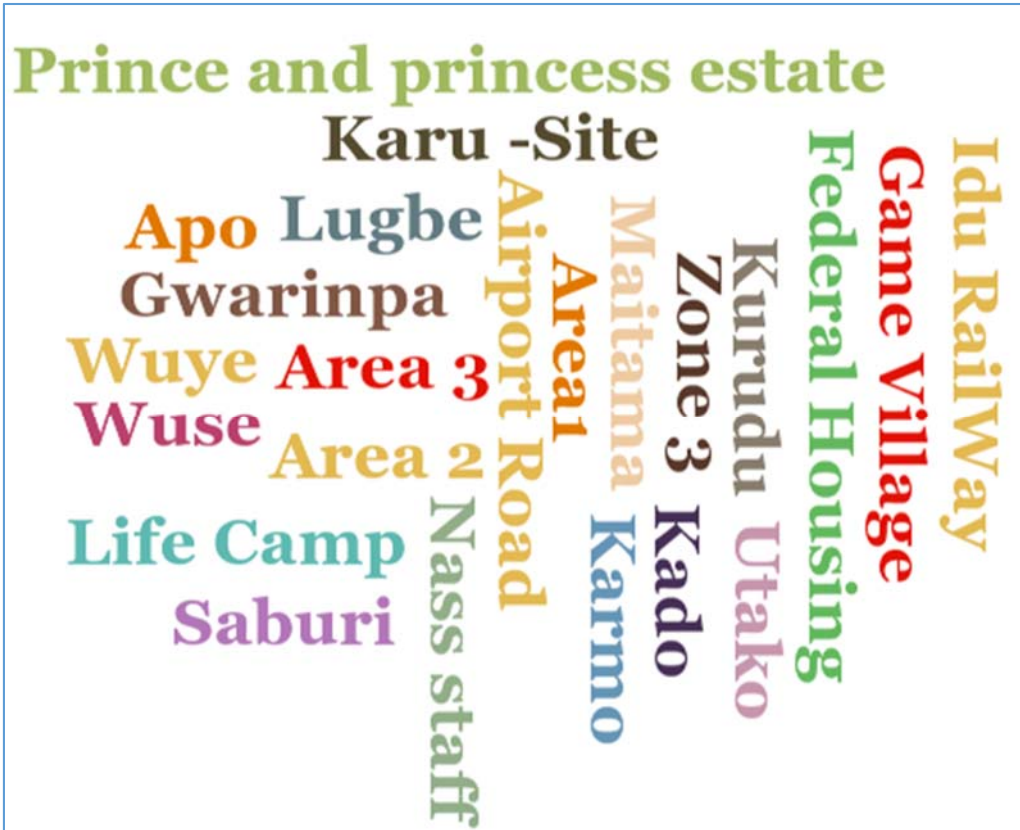 Prince and princess estate
Karu -Site
Apo
Lugbe
Gwarinpa
Wuye
Area 3
Wuse
Area 2
Life Camp
Saburi
Nass staff
Airport Road
Area1
Maitama
Zone 3
Kurudu
Karmo
Kado
Utako
Federal Housing
Game Village
Idu RailWay